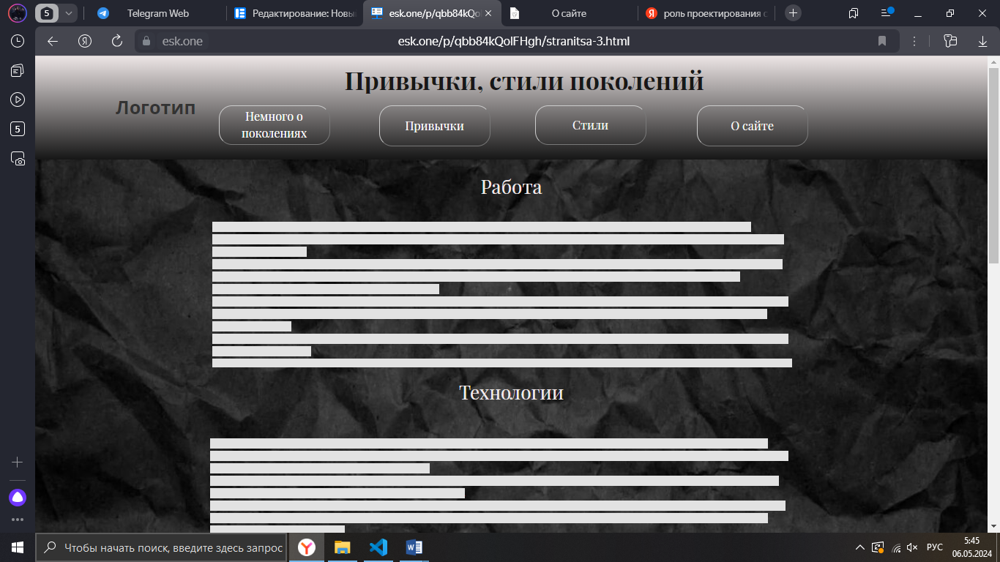 5
Telegram Web
Редактирование: Новы
esk.one/p/qbb84kQol
О сайте
роль проектирования с
esk.one
esk.one/p/qbb84kQolFHgh/stranitsa-3.html
5
Привычки, стили поколений
Логотип
Немного о
поколениях
Привычки
Стили
О сайте
Работа
Технологии
Чтобы начать поиск, введите здесь запрос
РУС
5:45
06.05.2024